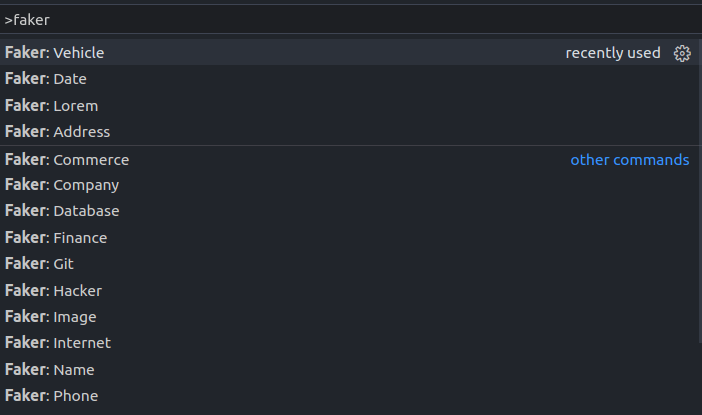 >faker
Faker: Vehicle recently used
Faker: Date
Faker: Lorem
Faker: Address
Faker: Commerce other commands
Faker: Company
Faker: Database
Faker: Finance
Faker: Git
Faker: Hacker
Faker: Image
Faker: Internet
Faker: Name
Faker: Phone